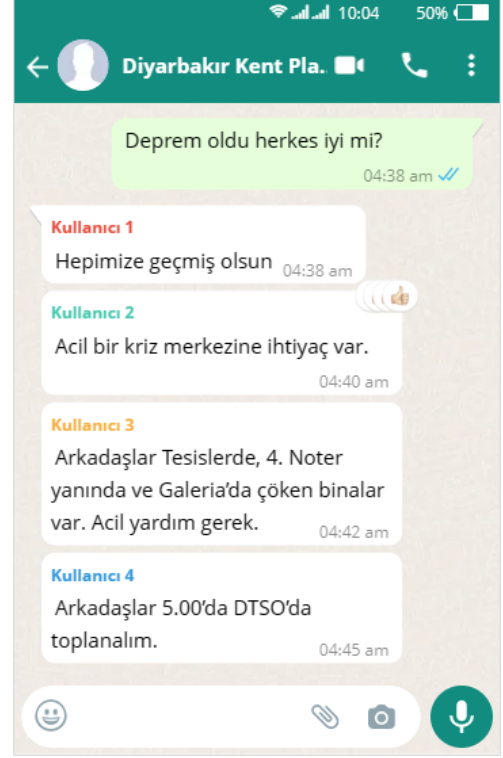 10:04 50%
Diyarbakır Kent Pla..
Deprem oldu herkes iyi mi?
04:38 am
Kullanıcı 1
Hepimize geçmiş olsun 04:38 am
Kullanıcı 2
Acil bir kriz merkezine ihtiyaç var.
04:40 am
Kullanıcı 3
Arkadaşlar Tesislerde, 4. Noter
yanında ve Galeria’da çöken binalar
var. Acil yardım gerek. 04:42 am
Kullanıcı 4
Arkadaşlar 5.00’da DTSO’da
toplanalım. 04:45 am